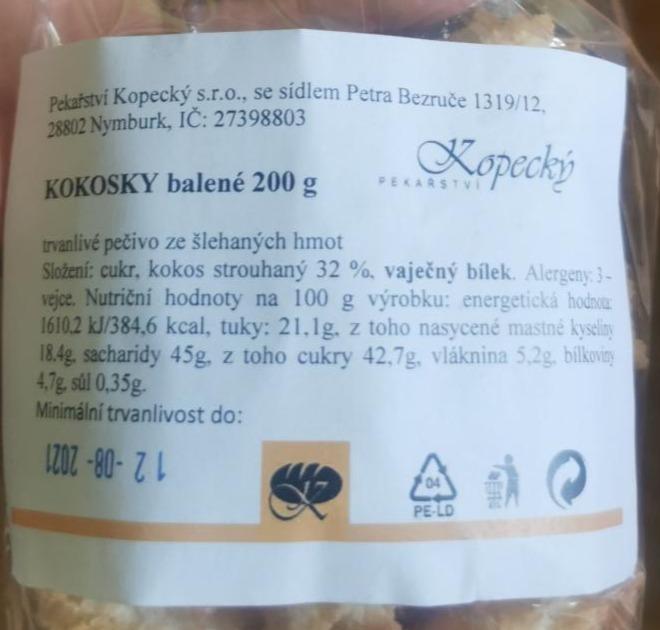 Pekařství Kopecký s.r.o., se sídlem Petra Bezruče 1319/12,
28802 Nymburk, IČ: 27398803
Kopecký
PEKAŘSTVÍ
KOKOSKY balené 200 g
trvanlivé pečivo ze šlehaných hmot
Složení: cukr, kokos strouhaný 32 %, vaječný bílek. Alergeny: 3-
vejce. Nutriční hodnoty na 100 g výrobku: energetická hodnota:
1610,2 kJ/384,6 kcal, tuky: 21,1g, z toho nasycené mastné kyseliny
18,4g, sacharidy 45g, z toho cukry 42,7g, vláknina 5,2g, bílkoviny
4,7g, sůl 0,35g.
Minimální trvanlivost do:
12 -08- 2021
04
PE-LD